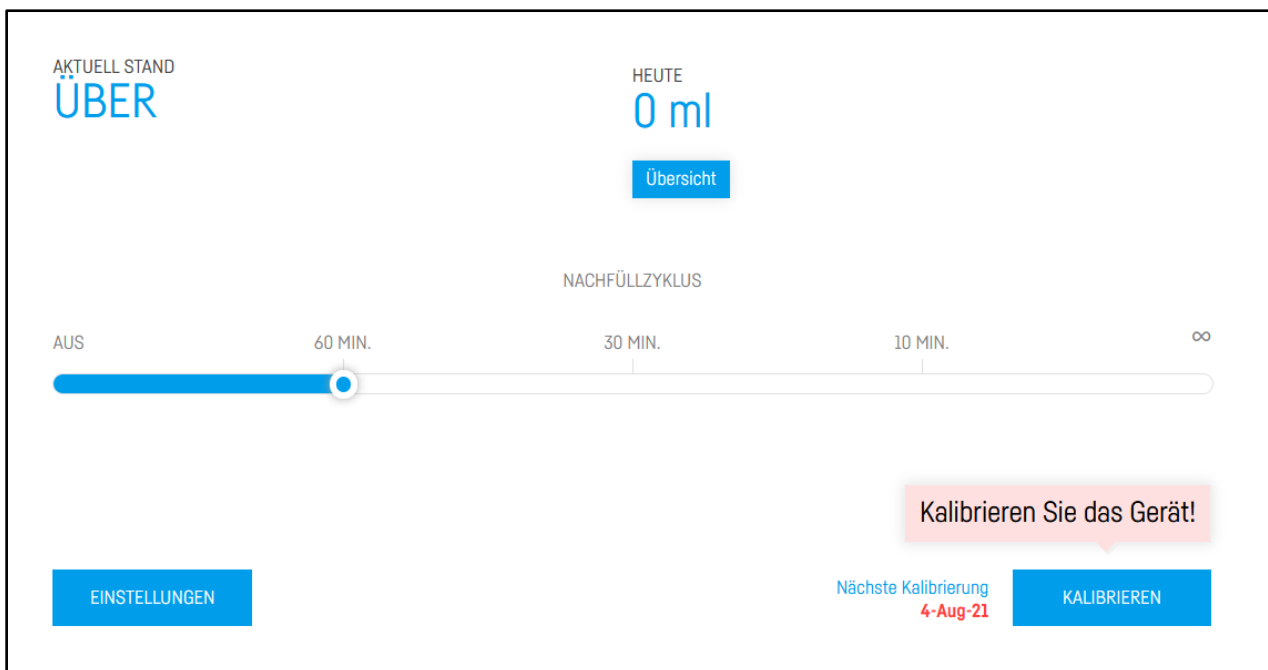 AKTUELL STAND
ÜBER
HEUTE
0 ml
Übersicht
NACHFÜLLZYKLUS
AUS 60 MIN. 30 MIN. 10 MIN. ∞
Kalibrieren Sie das Gerät!
EINSTELLUNGEN
Nächste Kalibrierung
4-Aug-21
KALIBRIEREN